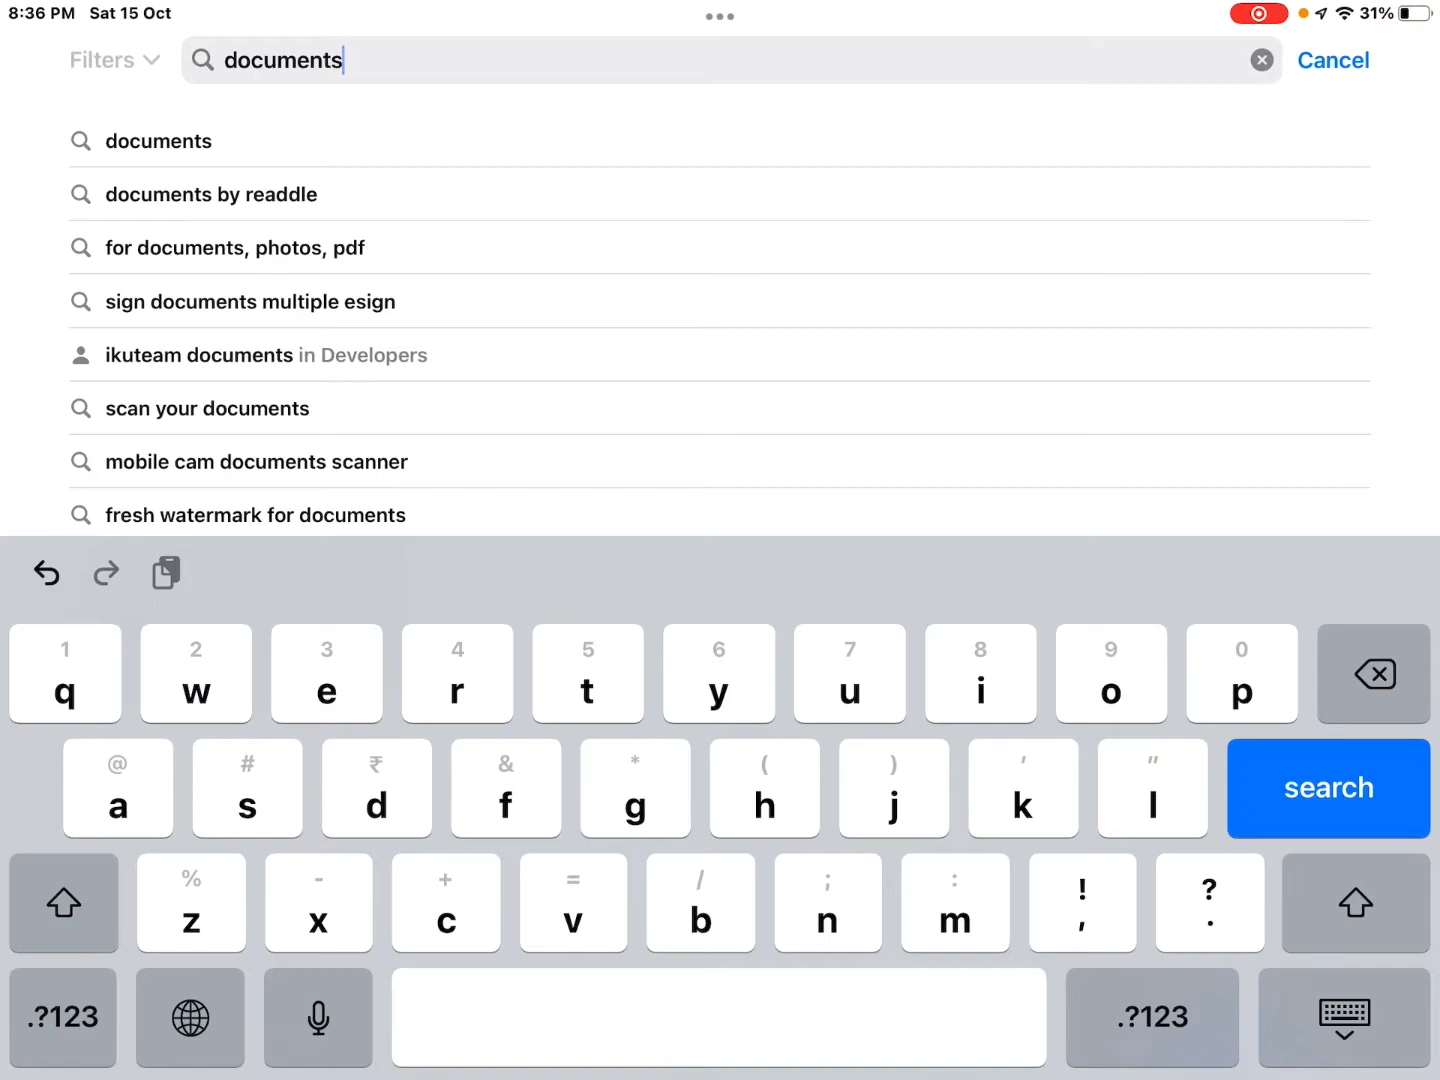 8:36 PM Sat 15 Oct
31%
Filters
documents
Cancel
documents
documents by readdle
for documents, photos, pdf
sign documents multiple esign
ikuteam documents in Developers
scan your documents
mobile cam documents scanner
fresh watermark for documents
1 2 3 4 5 6 7 8 9 0
q w e r t y u i o p
@ # ₹ & * ( ) ' "
a s d f g h j k l
search
% - + = / ; : ! ?
z x c v b n m , .
.?123
.?123